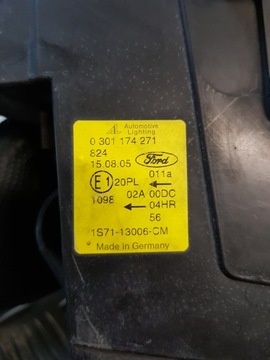 Automotive
Lighting
0 301 174 271
824
15.08.05 Ford
011a
E1 20PL ←
1098 02A 00DC
← 04HR
56
1S71-13006-CM
Made in Germany